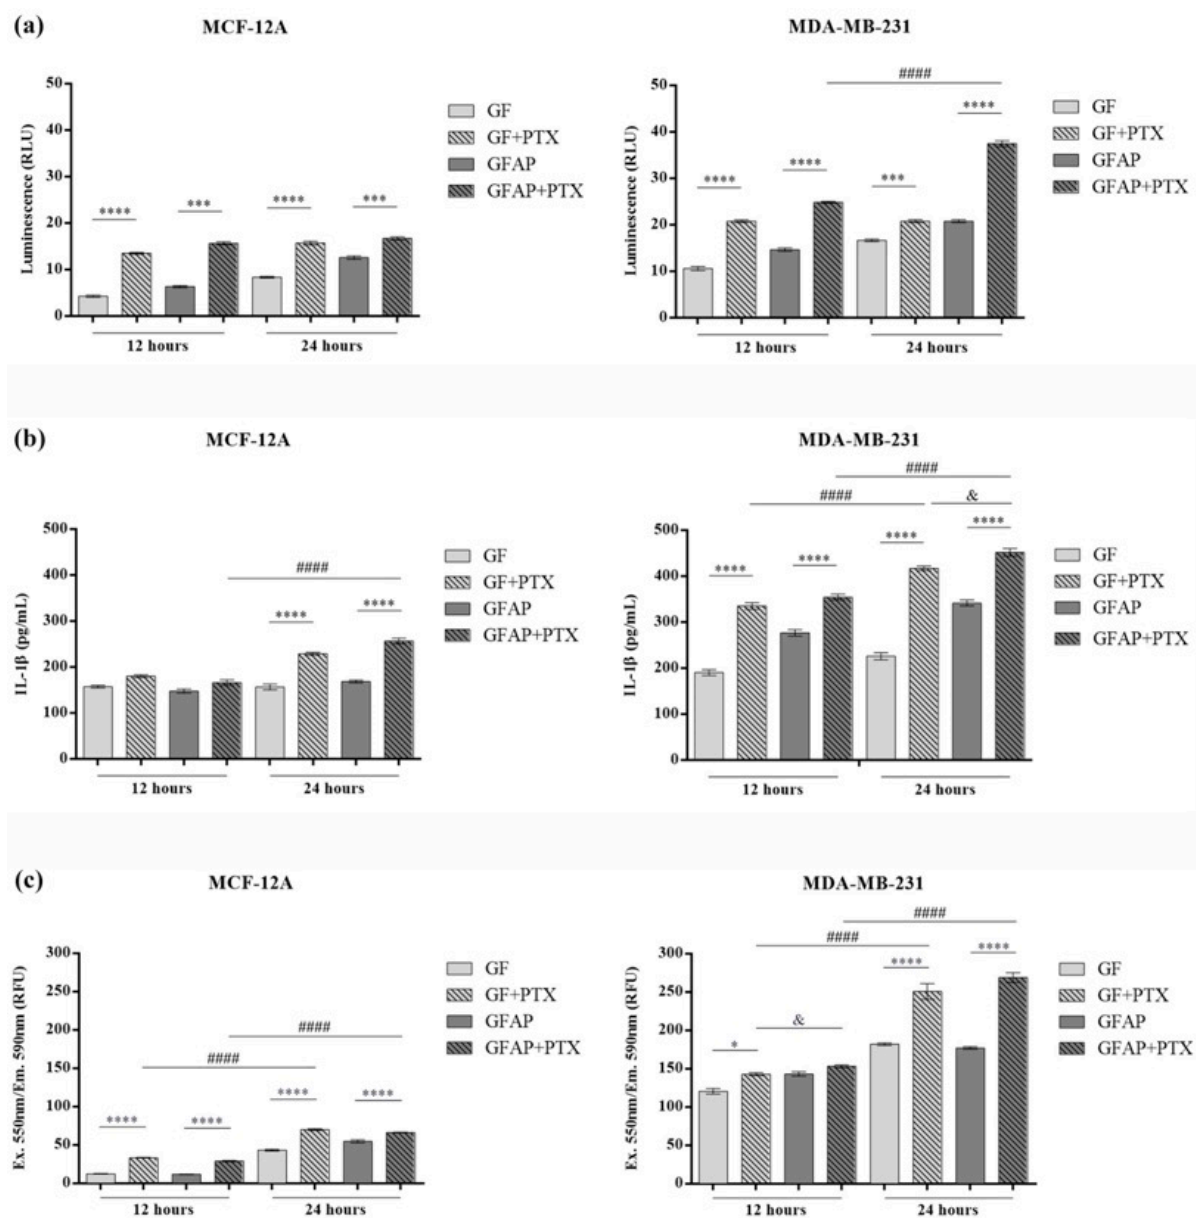 (a)
MCF-12A
MDA-MB-231
Luminescence (RLU)
50
40
30
20
10
0
**** *** **** ***
12 hours 24 hours
GF
GF+PTX
GFAP
GFAP+PTX
Luminescence (RLU)
50
40
30
20
10
0
####
****
**** **** ***
12 hours 24 hours
GF
GF+PTX
GFAP
GFAP+PTX
(b)
MCF-12A
MDA-MB-231
IL-1β (pg/mL)
500
400
300
200
100
0
####
**** ****
12 hours 24 hours
GF
GF+PTX
GFAP
GFAP+PTX
IL-1β (pg/mL)
500
400
300
200
100
0
####
#### &
**** **** **** ****
12 hours 24 hours
GF
GF+PTX
GFAP
GFAP+PTX
(c)
MCF-12A
MDA-MB-231
Ex. 550nm/Em. 590nm (RFU)
300
250
200
150
100
50
0
####
####
**** **** **** ****
12 hours 24 hours
GF
GF+PTX
GFAP
GFAP+PTX
Ex. 550nm/Em. 590nm (RFU)
300
250
200
150
100
50
0
####
####
**** ****
&
*
12 hours 24 hours
GF
GF+PTX
GFAP
GFAP+PTX